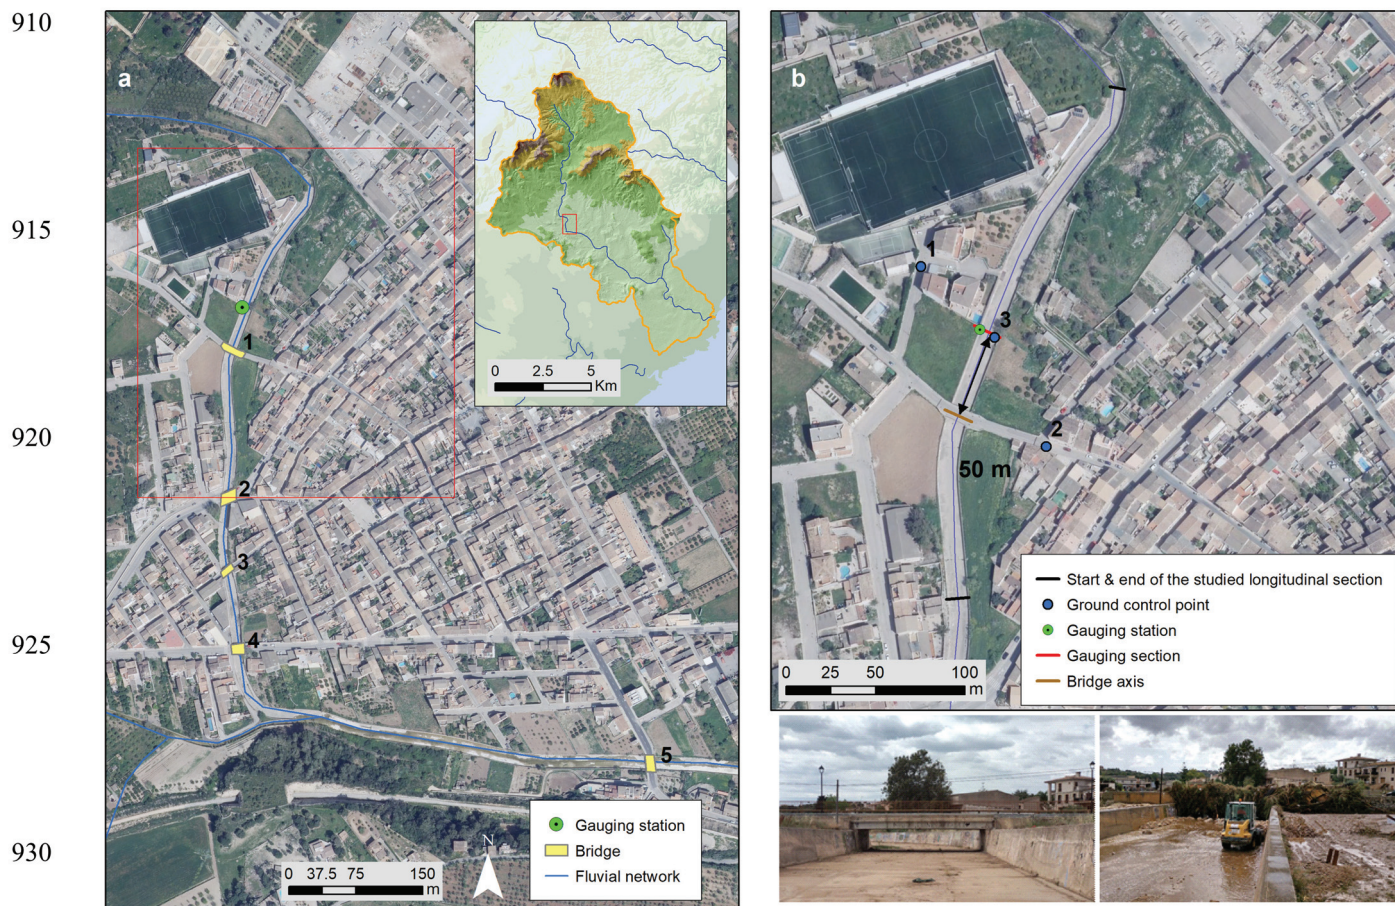 910
915
920
925
930
a
1
2
3
4
5
0 2.5 5
Km
Gauging station
Bridge
Fluvial network
0 37.5 75 150
m
N
b
1
3
2
50 m
Start & end of the studied longitudinal section
Ground control point
Gauging station
Gauging section
Bridge axis
0 25 50 100
m